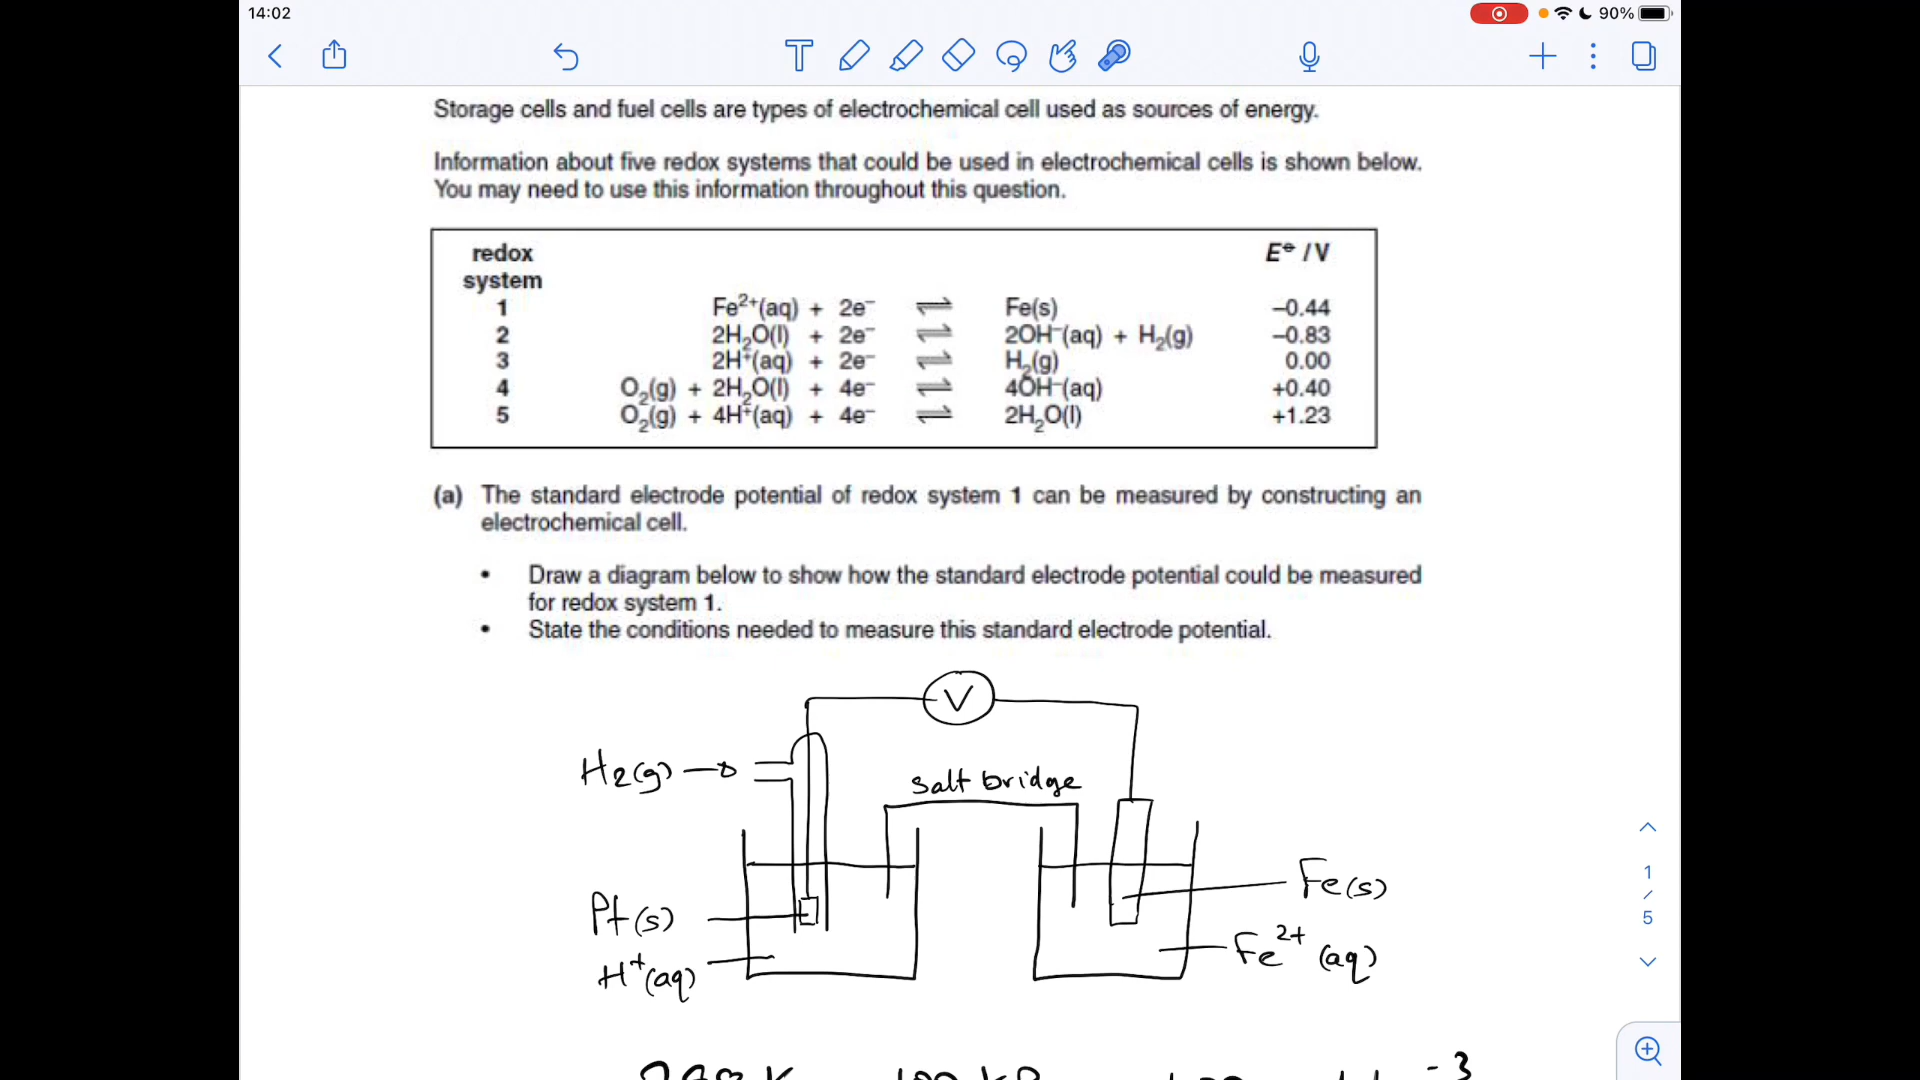 14:02
90%
Storage cells and fuel cells are types of electrochemical cell used as sources of energy.
Information about five redox systems that could be used in electrochemical cells is shown below.
You may need to use this information throughout this question.
redox system E⦵ / V
1 Fe²⁺(aq) + 2e⁻ ⇌ Fe(s) –0.44
2 2H₂O(l) + 2e⁻ ⇌ 2OH⁻(aq) + H₂(g) –0.83
3 2H⁺(aq) + 2e⁻ ⇌ H₂(g) 0.00
4 O₂(g) + 2H₂O(l) + 4e⁻ ⇌ 4OH⁻(aq) +0.40
5 O₂(g) + 4H⁺(aq) + 4e⁻ ⇌ 2H₂O(l) +1.23
(a) The standard electrode potential of redox system 1 can be measured by constructing an
electrochemical cell.
• Draw a diagram below to show how the standard electrode potential could be measured
for redox system 1.
• State the conditions needed to measure this standard electrode potential.
V
H₂(g)
salt bridge
Pt(s)
Fe(s)
H⁺(aq)
Fe²⁺(aq)
1
/
5
-3